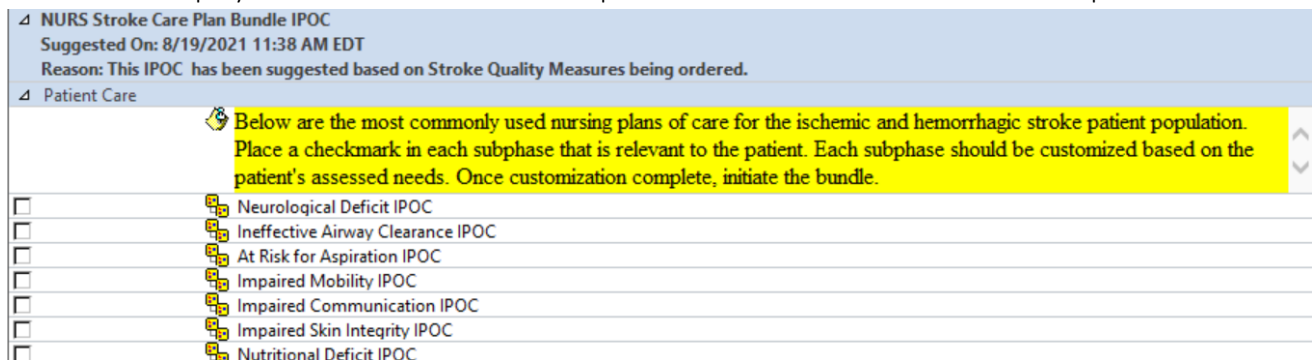 NURS Stroke Care Plan Bundle IPOC
Suggested On: 8/19/2021 11:38 AM EDT
Reason: This IPOC has been suggested based on Stroke Quality Measures being ordered.
Patient Care
Below are the most commonly used nursing plans of care for the ischemic and hemorrhagic stroke patient population.
Place a checkmark in each subphase that is relevant to the patient. Each subphase should be customized based on the
patient's assessed needs. Once customization complete, initiate the bundle.
Neurological Deficit IPOC
Ineffective Airway Clearance IPOC
At Risk for Aspiration IPOC
Impaired Mobility IPOC
Impaired Communication IPOC
Impaired Skin Integrity IPOC
Nutritional Deficit IPOC